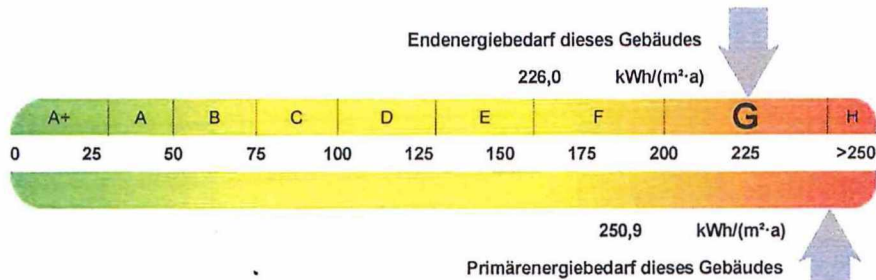 Endenergiebedarf dieses Gebäudes
226,0 kWh/(m²·a)
A+ A B C D E F G H
0 25 50 75 100 125 150 175 200 225 >250
250,9 kWh/(m²·a)
Primärenergiebedarf dieses Gebäudes